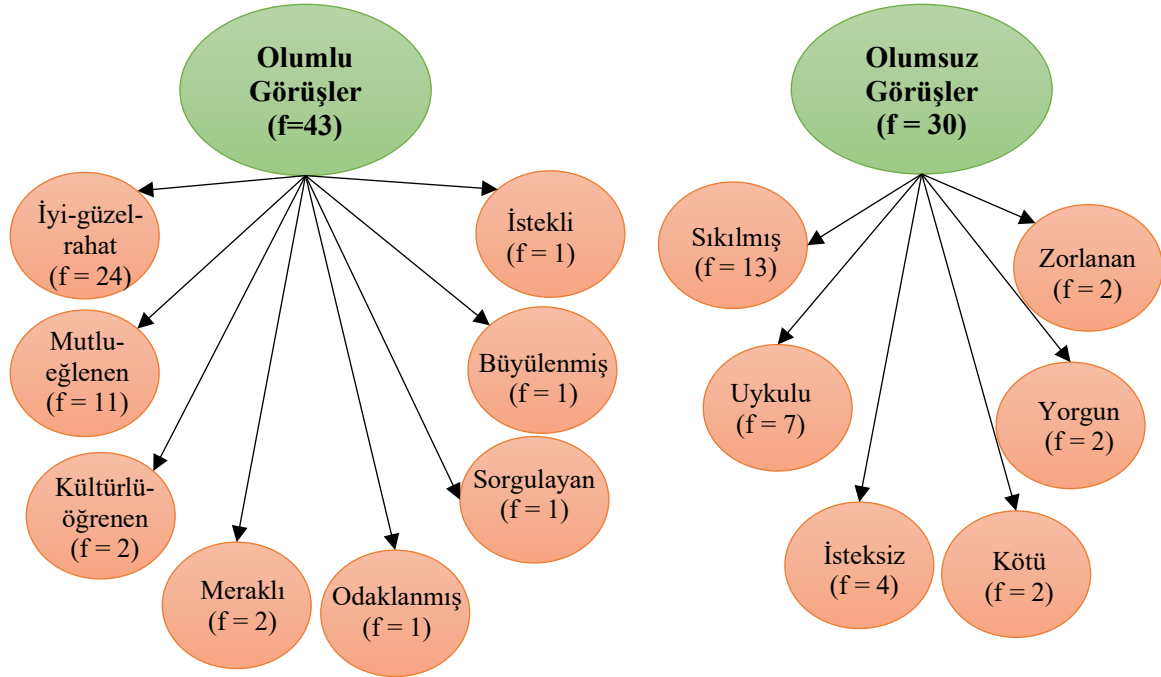 Olumlu
Görüşler
(f=43)
İyi-güzel-
rahat
(f = 24)
Mutlu-
eğlenen
(f = 11)
Kültürlü-
öğrenen
(f = 2)
Meraklı
(f = 2)
Odaklanmış
(f = 1)
Sorgulayan
(f = 1)
Büyülenmiş
(f = 1)
İstekli
(f = 1)
Olumsuz
Görüşler
(f = 30)
Sıkılmış
(f = 13)
Uykulu
(f = 7)
İsteksiz
(f = 4)
Kötü
(f = 2)
Yorgun
(f = 2)
Zorlanan
(f = 2)